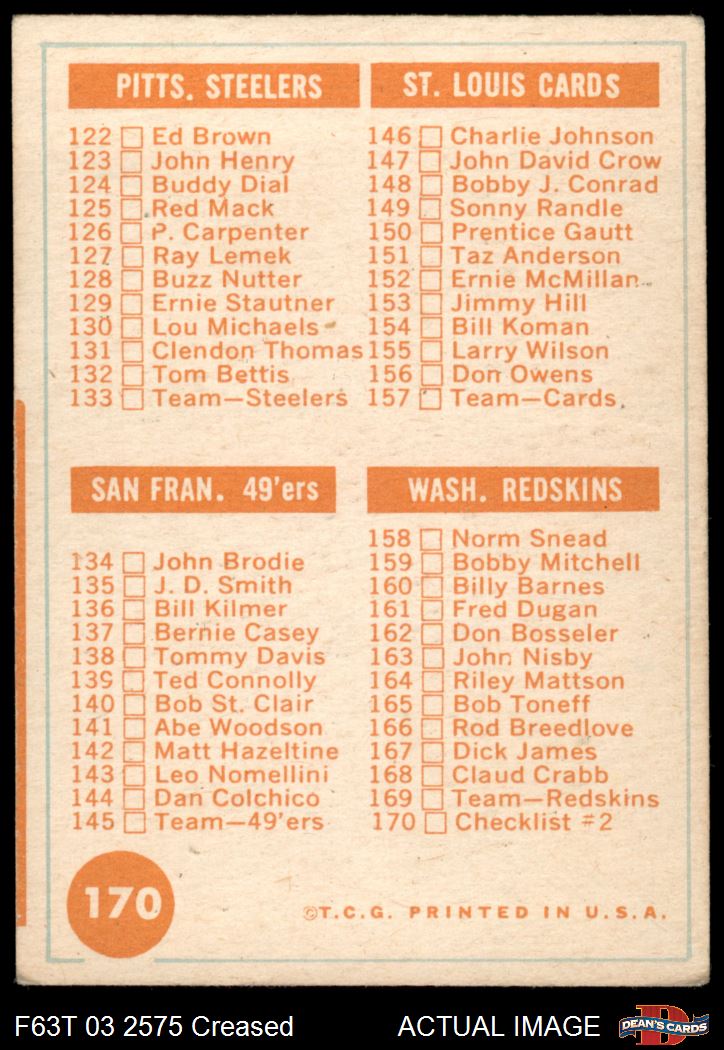 PITTS. STEELERS
122 Ed Brown
123 John Henry
124 Buddy Dial
125 Red Mack
126 P. Carpenter
127 Ray Lemek
128 Buzz Nutter
129 Ernie Stautner
130 Lou Michaels
131 Clendon Thomas
132 Tom Bettis
133 Team—Steelers
ST. LOUIS CARDS
146 Charlie Johnson
147 John David Crow
148 Bobby J. Conrad
149 Sonny Randle
150 Prentice Gautt
151 Taz Anderson
152 Ernie McMillan
153 Jimmy Hill
154 Bill Koman
155 Larry Wilson
156 Don Owens
157 Team—Cards
SAN FRAN. 49'ers
134 John Brodie
135 J. D. Smith
136 Bill Kilmer
137 Bernie Casey
138 Tommy Davis
139 Ted Connolly
140 Bob St. Clair
141 Abe Woodson
142 Matt Hazeltine
143 Leo Nomellini
144 Dan Colchico
145 Team—49'ers
WASH. REDSKINS
158 Norm Snead
159 Bobby Mitchell
160 Billy Barnes
161 Fred Dugan
162 Don Bosseler
163 John Nisby
164 Riley Mattson
165 Bob Toneff
166 Rod Breedlove
167 Dick James
168 Claud Crabb
169 Team—Redskins
170 Checklist #2
170
©T.C.G. PRINTED IN U.S.A.
F63T 03 2575 Creased
ACTUAL IMAGE
D
DEAN'S CARDS